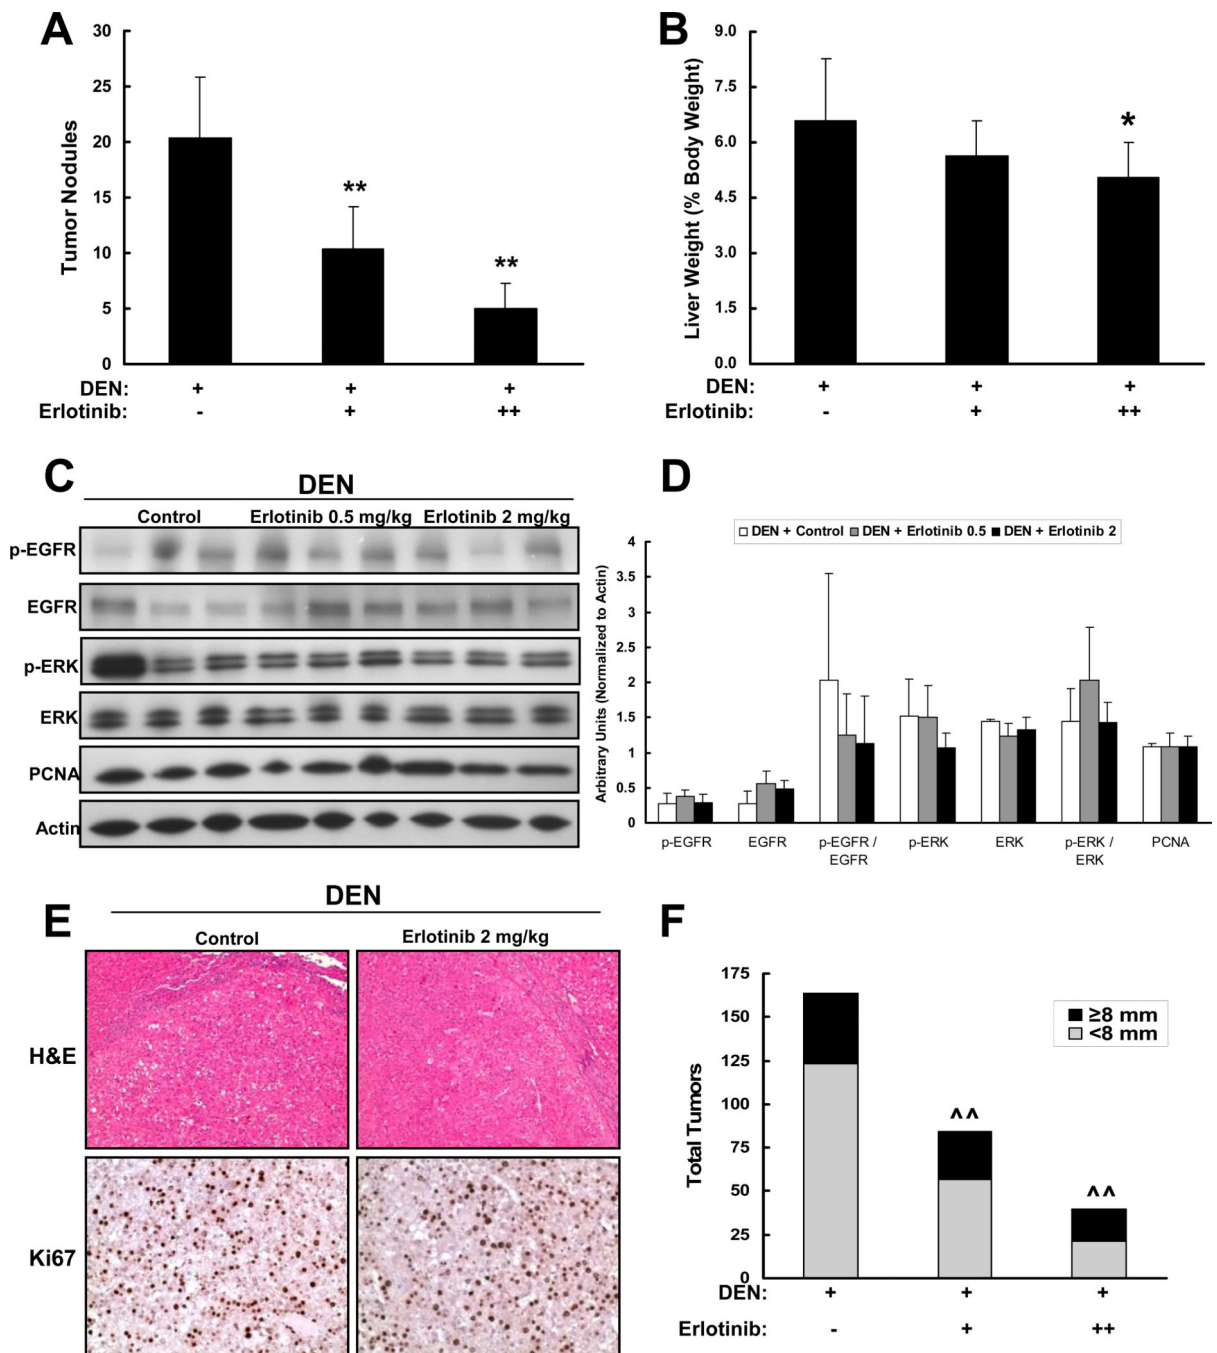 A
Tumor Nodules
30
25
20
15
10
5
0
**
**
DEN: + + +
Erlotinib: - + ++
B
Liver Weight (% Body Weight)
9.0
7.5
6.0
4.5
3.0
1.5
0.0
*
DEN: + + +
Erlotinib: - + ++
C
DEN
Control Erlotinib 0.5 mg/kg Erlotinib 2 mg/kg
p-EGFR
EGFR
p-ERK
ERK
PCNA
Actin
D
DEN + Control DEN + Erlotinib 0.5 DEN + Erlotinib 2
Arbitrary Units (Normalized to Actin)
4
3.5
3
2.5
2
1.5
1
0.5
0
p-EGFR EGFR p-EGFR / p-ERK ERK p-ERK / PCNA
EGFR ERK
E
DEN
Control Erlotinib 2 mg/kg
H&E
Ki67
F
Total Tumors
175
150
125
100
75
50
25
0
≥8 mm
<8 mm
^^
^^
DEN: + + +
Erlotinib: - + ++